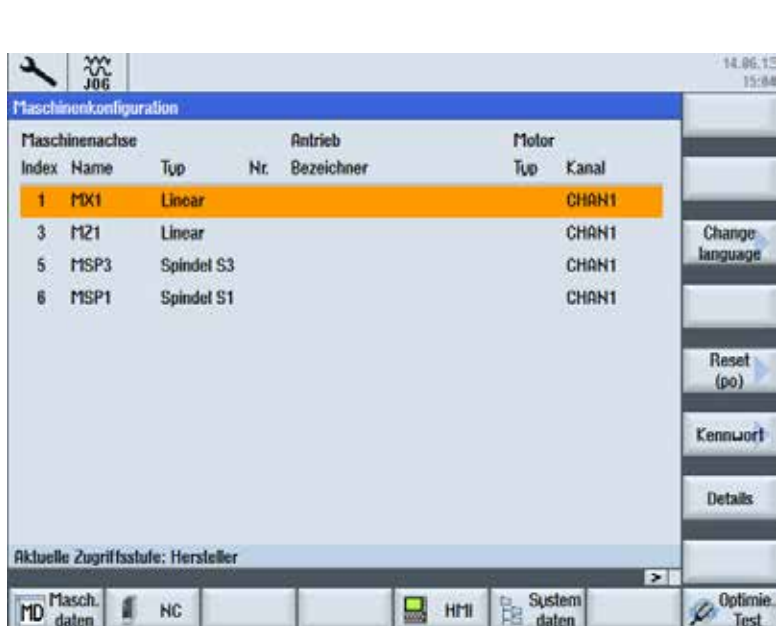 JOG
14.06.13
15:04
Maschinenkonfiguration
Maschinenachse Antrieb Motor
Index Name Typ Nr. Bezeichner Typ Kanal
1 MX1 Linear CHAN1
3 MZ1 Linear CHAN1
5 MSP3 Spindel S3 CHAN1
6 MSP1 Spindel S1 CHAN1
Change
language
Reset
(po)
Kennwort
Details
Aktuelle Zugriffsstufe: Hersteller
>
MD Masch.
daten
NC
HMI
System
daten
Optimie.
Test